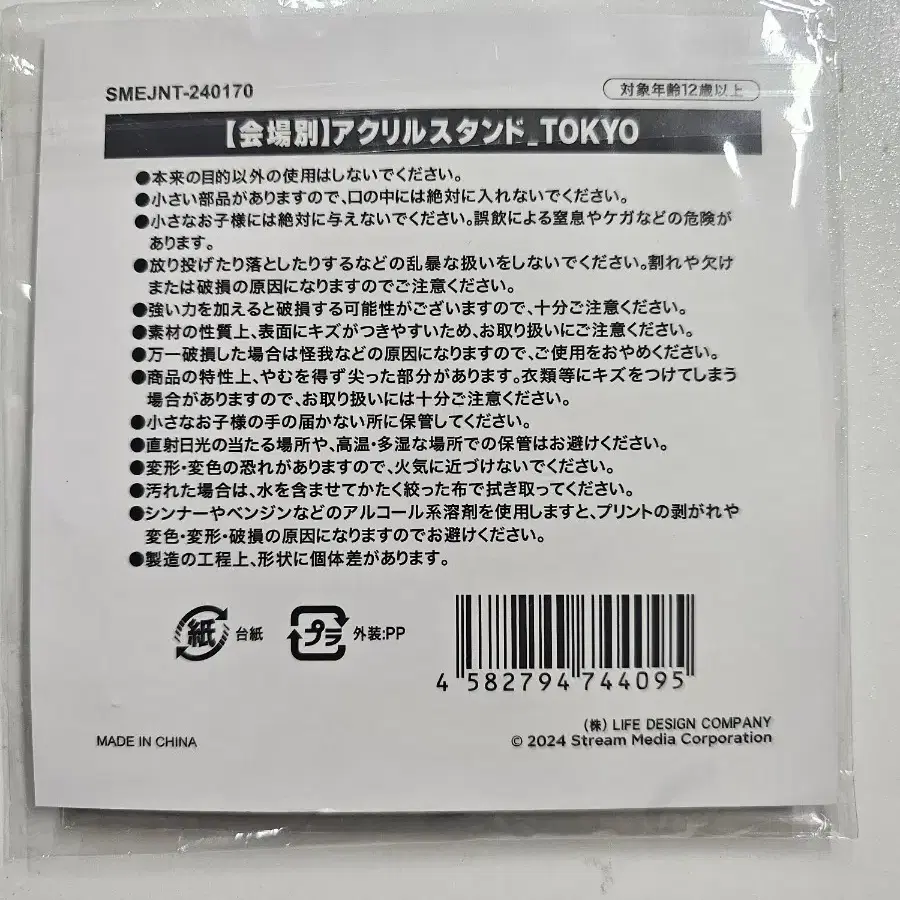 SMEJNT-240170
対象年齢12歳以上
【会場別】アクリルスタンド_TOKYO
●本来の目的以外の使用はしないでください。
●小さい部品がありますので、口の中には絶対に入れないでください。
●小さなお子様には絶対に与えないでください。誤飲による窒息やケガなどの危険が
あります。
●放り投げたり落としたりするなどの乱暴な扱いをしないでください。割れや欠け
または破損の原因になりますのでご注意ください。
●強い力を加えると破損する可能性がございますので、十分ご注意ください。
●素材の性質上、表面にキズがつきやすいため、お取り扱いにご注意ください。
●万一破損した場合は怪我などの原因になりますので、ご使用をおやめください。
●商品の特性上、やむを得ず尖った部分があります。衣類等にキズをつけてしまう
場合がありますので、お取り扱いには十分ご注意ください。
●小さなお子様の手の届かない所に保管してください。
●直射日光の当たる場所や、高温・多湿な場所での保管はお避けください。
●変形・変色の恐れがありますので、火気に近づけないでください。
●汚れた場合は、水を含ませてかたく絞った布で拭き取ってください。
●シンナーやベンジンなどのアルコール系溶剤を使用しますと、プリントの剥がれや
変色・変形・破損の原因になりますのでお避けください。
●製造の工程上、形状に個体差があります。
紙 台紙 プラ 外装:PP
4 582794 744095
(株) LIFE DESIGN COMPANY
MADE IN CHINA
© 2024 Stream Media Corporation